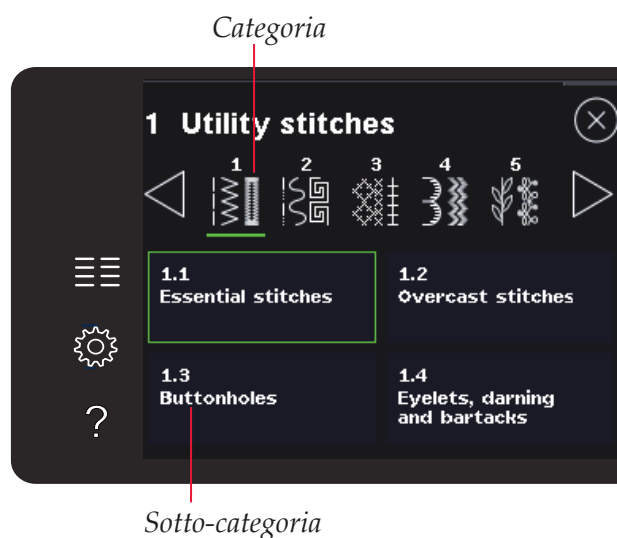 Categoria
1 Utility stitches
1 2 3 4 5
1.1
Essential stitches
1.2
Overcast stitches
1.3
Buttonholes
1.4
Eyelets, darning
and bartacks
?
Sotto-categoria